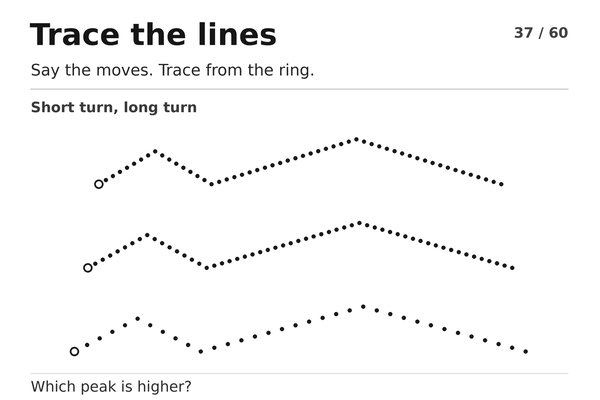 Trace the lines
37 / 60
Say the moves. Trace from the ring.
Short turn, long turn
Which peak is higher?